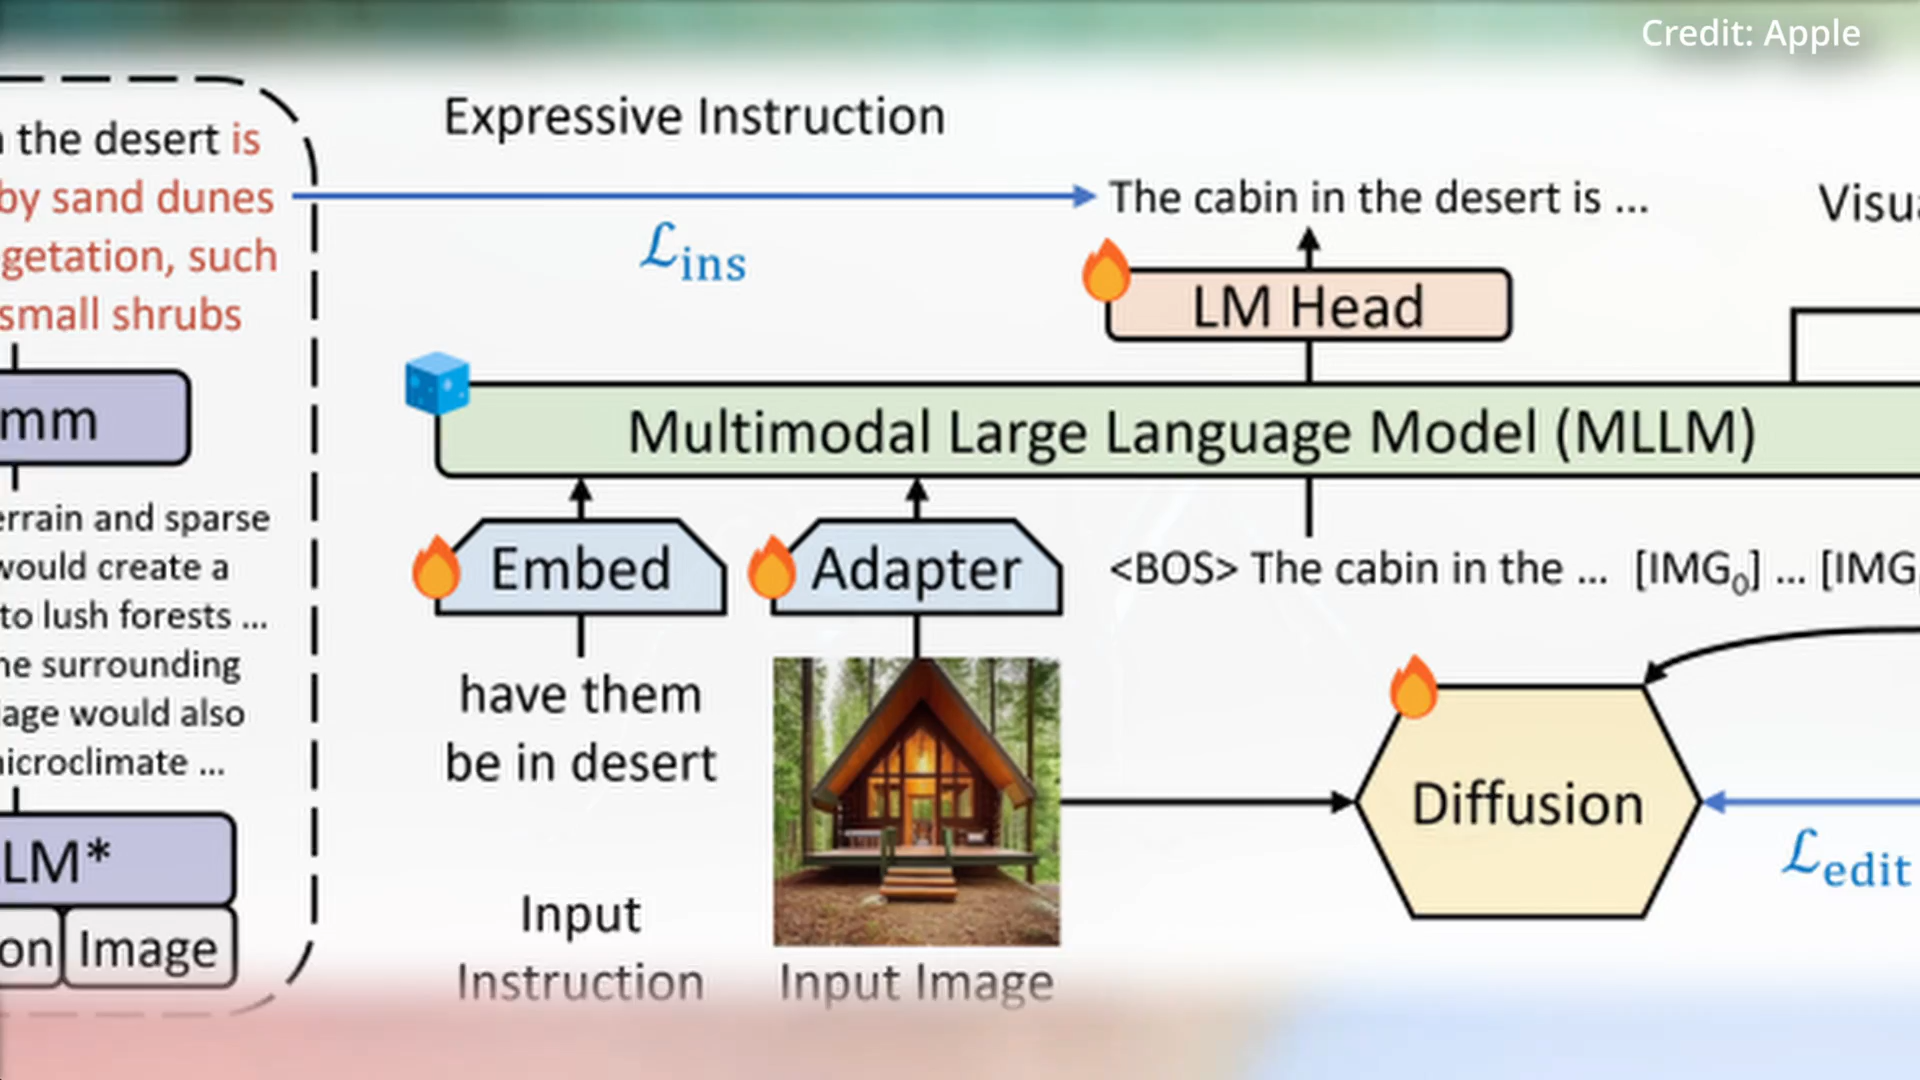 Credit: Apple
the desert is
by sand dunes
getation, such
small shrubs
mm
errain and sparse
would create a
to lush forests ...
ne surrounding
age would also
nicroclimate ...
LM*
on
Image
Expressive Instruction
ℒins
The cabin in the desert is ...
LM Head
Multimodal Large Language Model (MLLM)
Embed
Adapter
<BOS> The cabin in the ... [IMG0] ... [IMG
have them
be in desert
Input
Instruction
Input Image
Diffusion
ℒedit
Visu